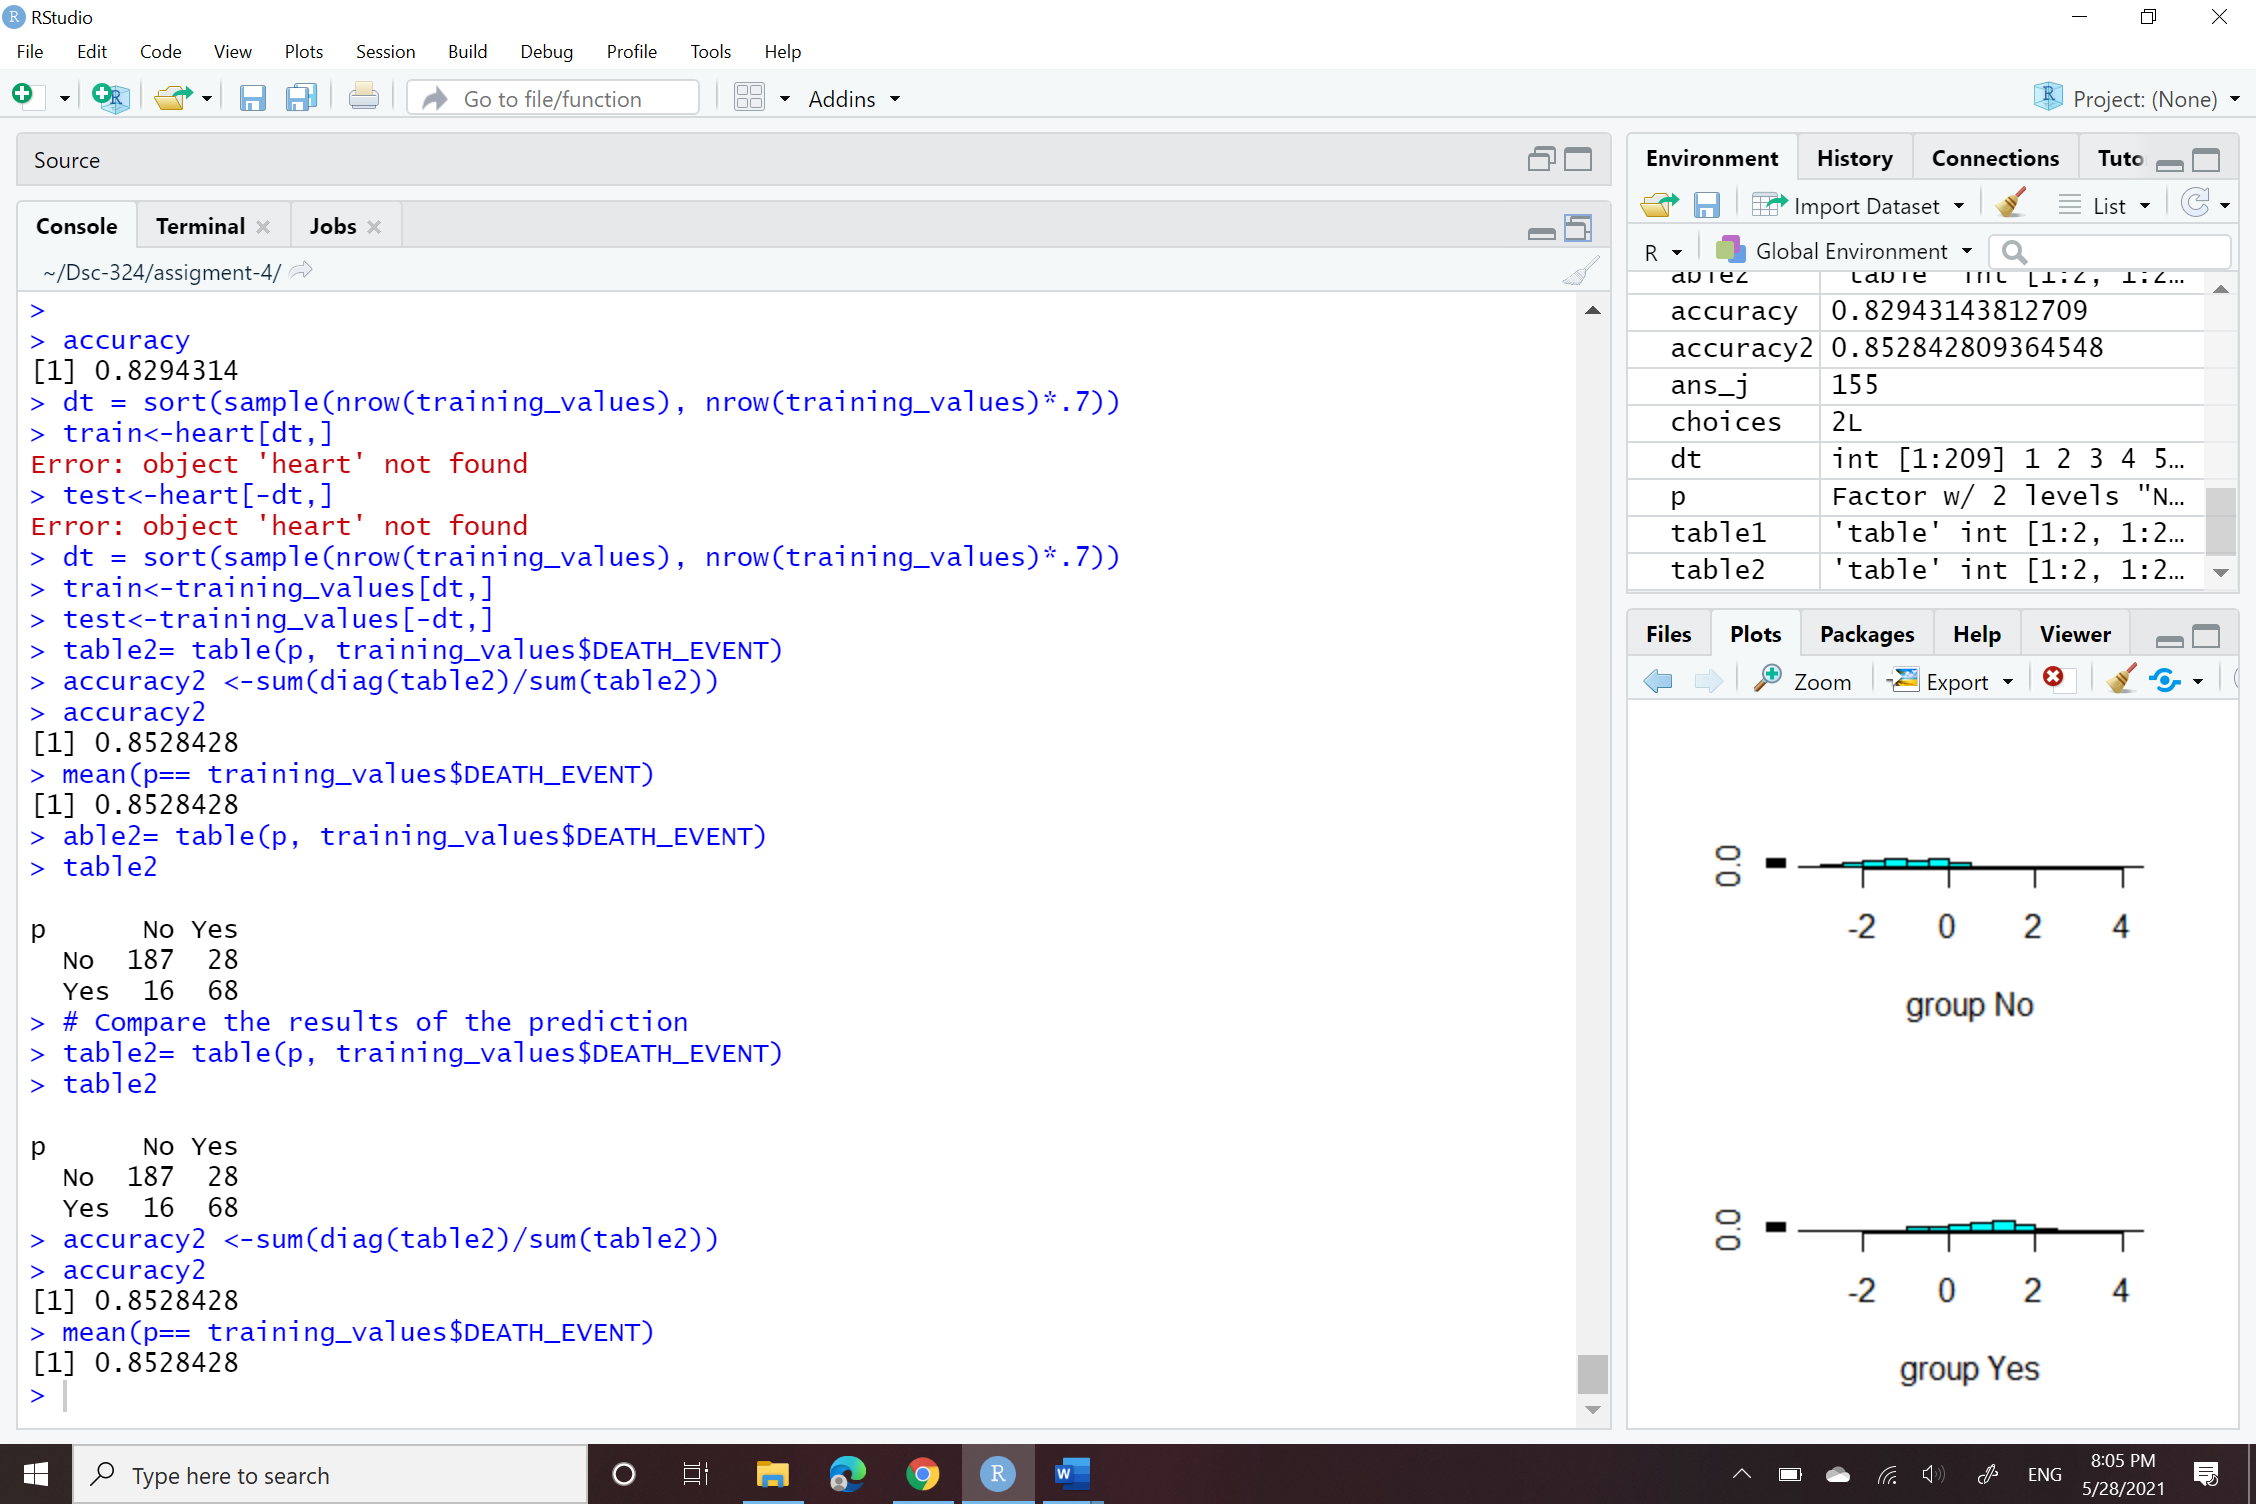 RStudio
File Edit Code View Plots Session Build Debug Profile Tools Help
Go to file/function
Addins
Project: (None)
Source
Console Terminal Jobs
~/Dsc-324/assigment-4/
>
> accuracy
[1] 0.8294314
> dt = sort(sample(nrow(training_values), nrow(training_values)*.7))
> train<-heart[dt,]
Error: object 'heart' not found
> test<-heart[-dt,]
Error: object 'heart' not found
> dt = sort(sample(nrow(training_values), nrow(training_values)*.7))
> train<-training_values[dt,]
> test<-training_values[-dt,]
> table2= table(p, training_values$DEATH_EVENT)
> accuracy2 <-sum(diag(table2)/sum(table2))
> accuracy2
[1] 0.8528428
> mean(p== training_values$DEATH_EVENT)
[1] 0.8528428
> able2= table(p, training_values$DEATH_EVENT)
> table2
p No Yes
No 187 28
Yes 16 68
> # Compare the results of the prediction
> table2= table(p, training_values$DEATH_EVENT)
> table2
p No Yes
No 187 28
Yes 16 68
> accuracy2 <-sum(diag(table2)/sum(table2))
> accuracy2
[1] 0.8528428
> mean(p== training_values$DEATH_EVENT)
[1] 0.8528428
>
Environment History Connections Tuto
Import Dataset List
R Global Environment
able2 'table' int [1:2, 1:2...
accuracy 0.82943143812709
accuracy2 0.852842809364548
ans_j 155
choices 2L
dt int [1:209] 1 2 3 4 5...
p Factor w/ 2 levels "N...
table1 'table' int [1:2, 1:2...
table2 'table' int [1:2, 1:2...
Files Plots Packages Help Viewer
Zoom Export
0.0
-2 0 2 4
group No
0.0
-2 0 2 4
group Yes
Type here to search
ENG
8:05 PM
5/28/2021